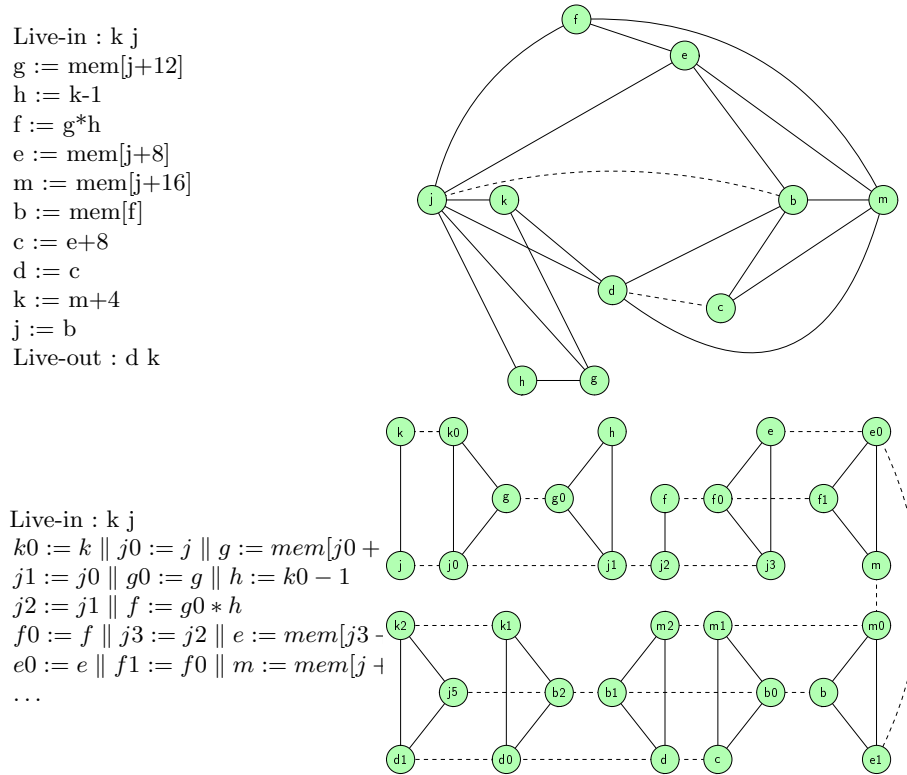 Live-in : k j
g := mem[j+12]
h := k-1
f := g*h
e := mem[j+8]
m := mem[j+16]
b := mem[f]
c := e+8
d := c
k := m+4
j := b
Live-out : d k
f
e
j k b m
d
c
h g
Live-in : k j
k0 := k ∥ j0 := j ∥ g := mem[j0 +
j1 := j0 ∥ g0 := g ∥ h := k0 − 1
j2 := j1 ∥ f := g0 ∗ h
f0 := f ∥ j3 := j2 ∥ e := mem[j3 −
e0 := e ∥ f1 := f0 ∥ m := mem[j +
...
k k0 h e e0
g g0 f f0 f1
j j0 j1 j2 j3 m
k2 k1 m2 m1 m0
j5 b2 b1 b0 b
d1 d0 d c e1